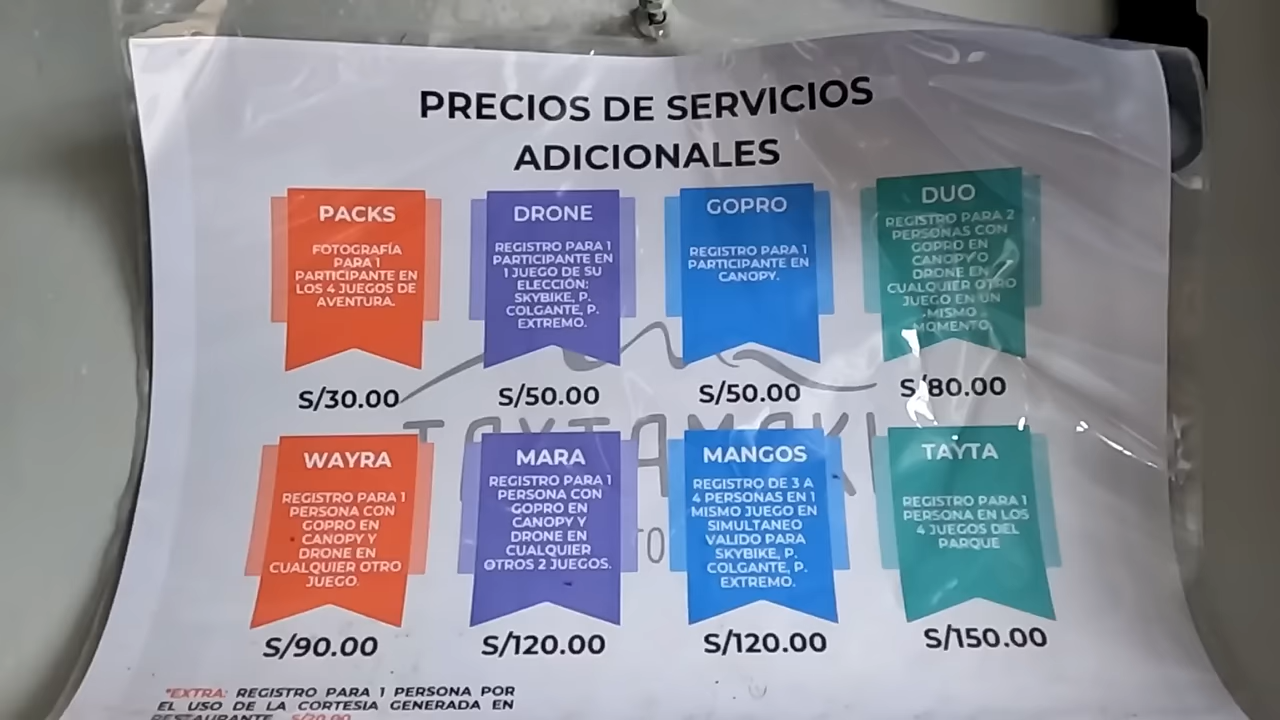 PRECIOS DE SERVICIOS
ADICIONALES
PACKS
FOTOGRAFÍA
PARA 1
PARTICIPANTE EN
LOS 4 JUEGOS DE
AVENTURA.
S/30.00
DRONE
REGISTRO PARA 1
PARTICIPANTE EN
1 JUEGO DE SU
ELECCIÓN:
SKYBIKE, P.
COLGANTE, P.
EXTREMO.
S/50.00
GOPRO
REGISTRO PARA 1
PARTICIPANTE EN
CANOPY.
S/50.00
DUO
REGISTRO PARA 2
PERSONAS CON
GOPRO EN
CANOPY O
DRONE EN
CUALQUIER OTRO
JUEGO EN UN
MISMO
MOMENTO
S/80.00
WAYRA
REGISTRO PARA 1
PERSONA CON
GOPRO EN
CANOPY Y
DRONE EN
CUALQUIER OTRO
JUEGO.
S/90.00
MARA
REGISTRO PARA 1
PERSONA CON
GOPRO EN
CANOPY Y
DRONE EN
CUALQUIER
OTROS 2 JUEGOS.
S/120.00
MANGOS
REGISTRO DE 3 A
4 PERSONAS EN 1
MISMO JUEGO EN
SIMULTANEO
VALIDO PARA
SKYBIKE, P.
COLGANTE, P.
EXTREMO.
S/120.00
TAYTA
REGISTRO PARA 1
PERSONA EN LOS
4 JUEGOS DEL
PARQUE
S/150.00
*EXTRA: REGISTRO PARA 1 PERSONA POR
EL USO DE LA CORTESIA GENERADA EN
RESTAURANTE S/20.00